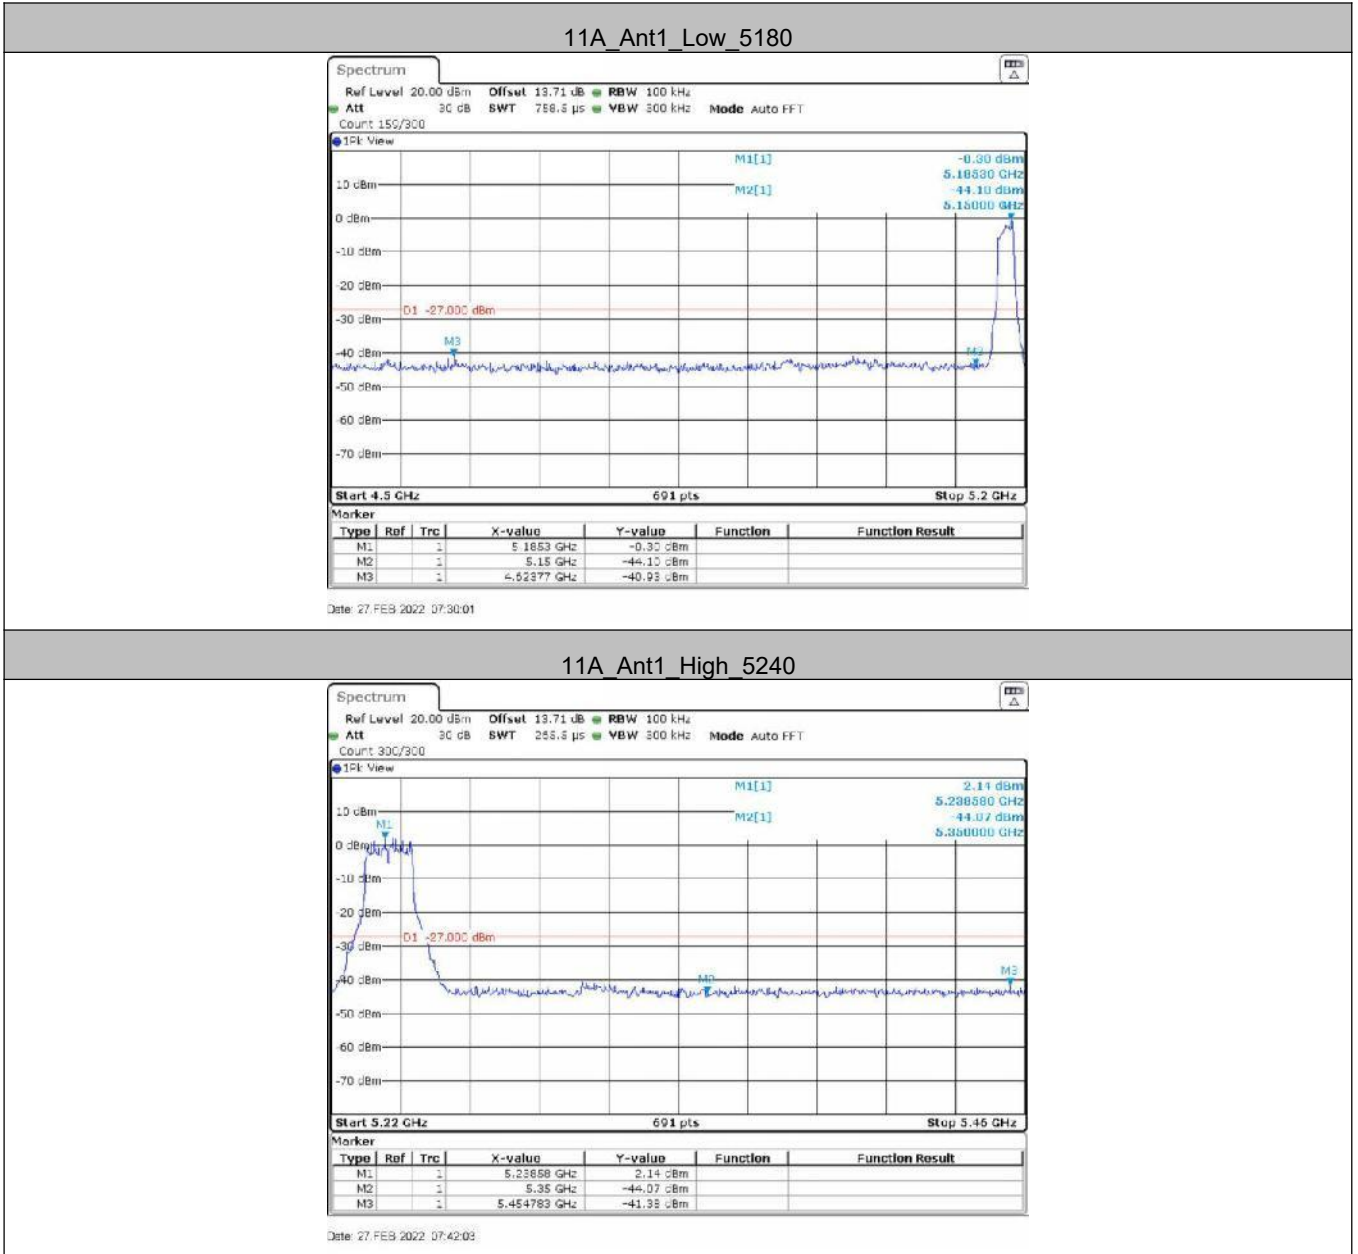 11A_Ant1_Low_5180
Spectrum
Ref Level 20.00 dBm Offset 13.71 dB RBW 100 kHz
Att 30 dB SWT 758.5 µs VBW 300 kHz Mode Auto FFT
Count 159/300
1Pk View
M1[1] -0.30 dBm
5.18530 GHz
10 dBm
M2[1] -44.10 dBm
5.15000 GHz
0 dBm
-10 dBm
-20 dBm
D1 -27.000 dBm
-30 dBm
M3
-40 dBm
M2
-50 dBm
-60 dBm
-70 dBm
Start 4.5 GHz 691 pts Stop 5.2 GHz
Marker
Type Ref Trc X-value Y-value Function Function Result
M1 1 5.1853 GHz -0.30 dBm
M2 1 5.15 GHz -44.10 dBm
M3 1 4.62377 GHz -40.93 dBm
Date: 27.FEB 2022 07:30:01
11A_Ant1_High_5240
Spectrum
Ref Level 20.00 dBm Offset 13.71 dB RBW 100 kHz
Att 30 dB SWT µs VBW 300 kHz Mode Auto FFT
Count 300/300
1Pk View
M1[1] 2.14 dBm
5.238580 GHz
10 dBm
M2[1] -44.07 dBm
5.350000 GHz
M1
0 dBm
-10 dBm
-20 dBm
D1 -27.000 dBm
-30 dBm
M3
-40 dBm
M2
-50 dBm
-60 dBm
-70 dBm
Start 5.22 GHz 691 pts Stop 5.46 GHz
Marker
Type Ref Trc X-value Y-value Function Function Result
M1 1 5.23858 GHz 2.14 dBm
M2 1 5.35 GHz -44.07 dBm
M3 1 5.454783 GHz -41.38 dBm
Date: 27.FEB 2022 07:42:03